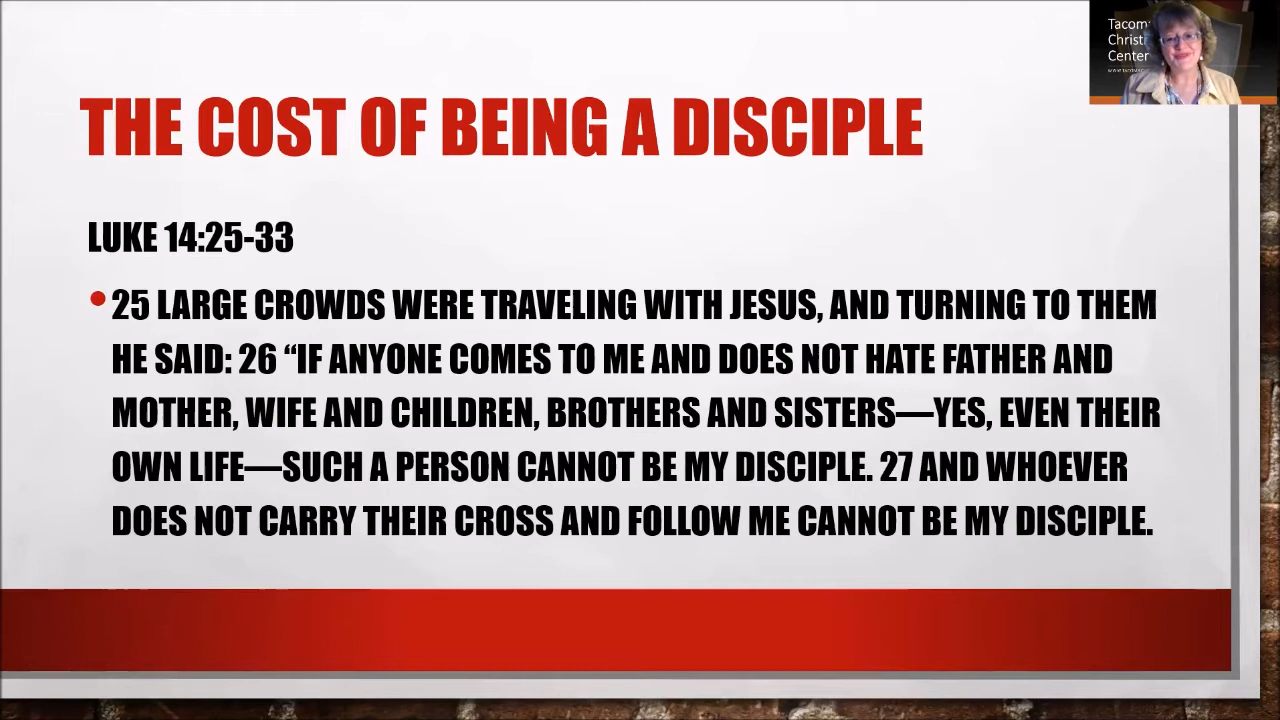 THE COST OF BEING A DISCIPLE
LUKE 14:25-33
25 LARGE CROWDS WERE TRAVELING WITH JESUS, AND TURNING TO THEM
HE SAID: 26 “IF ANYONE COMES TO ME AND DOES NOT HATE FATHER AND
MOTHER, WIFE AND CHILDREN, BROTHERS AND SISTERS—YES, EVEN THEIR
OWN LIFE—SUCH A PERSON CANNOT BE MY DISCIPLE. 27 AND WHOEVER
DOES NOT CARRY THEIR CROSS AND FOLLOW ME CANNOT BE MY DISCIPLE.
Center